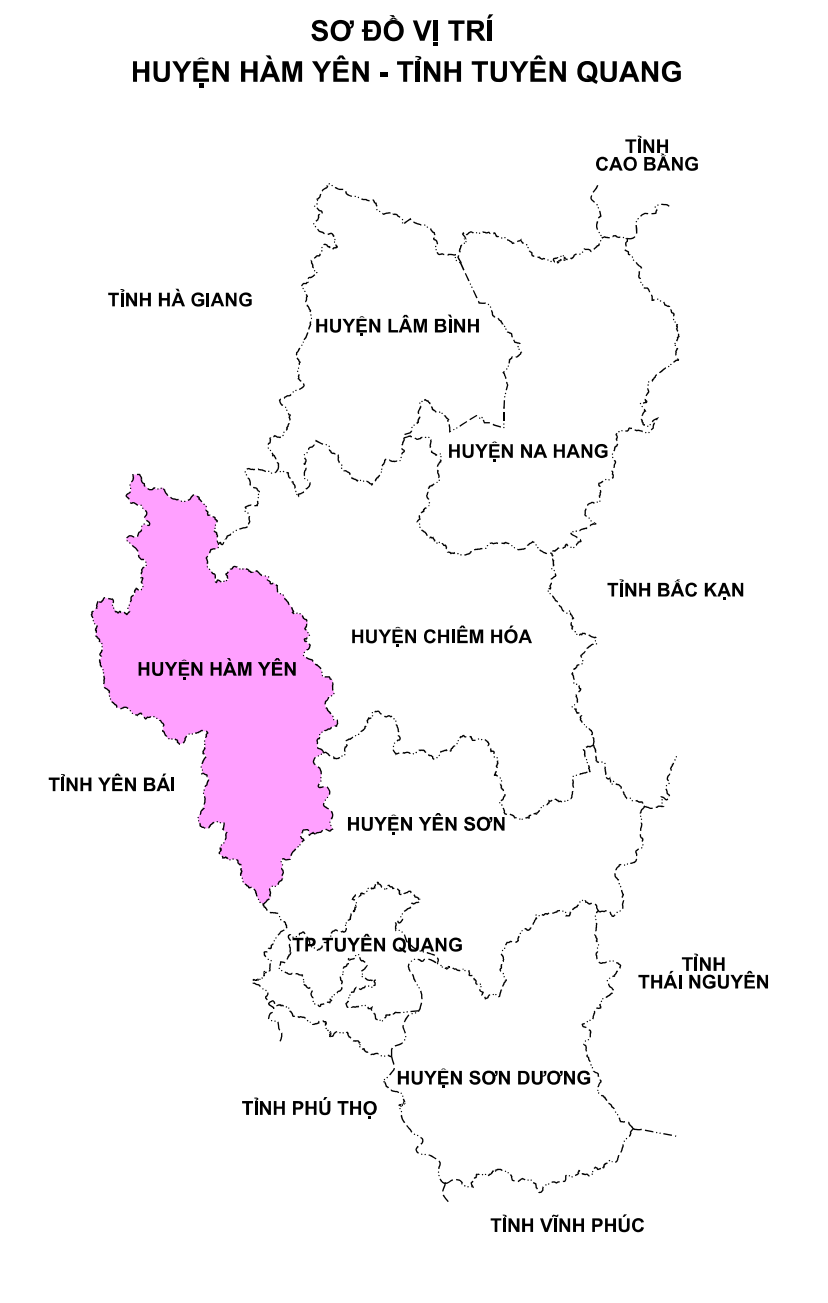 SƠ ĐỒ VỊ TRÍ
HUYỆN HÀM YÊN - TỈNH TUYÊN QUANG
TỈNH
CAO BẰNG
TỈNH HÀ GIANG
HUYỆN LÂM BÌNH
HUYỆN NA HANG
TỈNH BẮC KẠN
HUYỆN CHIÊM HÓA
HUYỆN HÀM YÊN
TỈNH YÊN BÁI
HUYỆN YÊN SƠN
TP.TUYÊN QUANG
TỈNH
THÁI NGUYÊN
HUYỆN SƠN DƯƠNG
TỈNH PHÚ THỌ
TỈNH VĨNH PHÚC